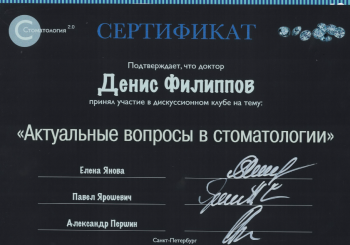 Стоматология 2.0
СЕРТИФИКАТ
Подтверждает, что доктор
Денис Филиппов
принял участие в дискуссионном клубе на тему:
«Актуальные вопросы в стоматологии»
Елена Янова
Павел Ярошевич
Александр Першин
Санкт-Петербург